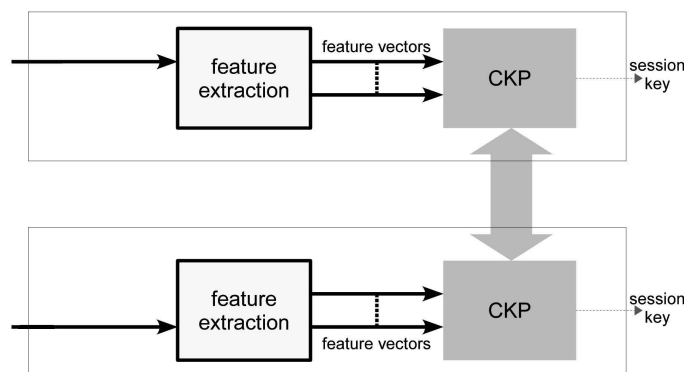 feature vectors
feature
extraction
CKP
session
key
feature
extraction
CKP
session
key
feature vectors